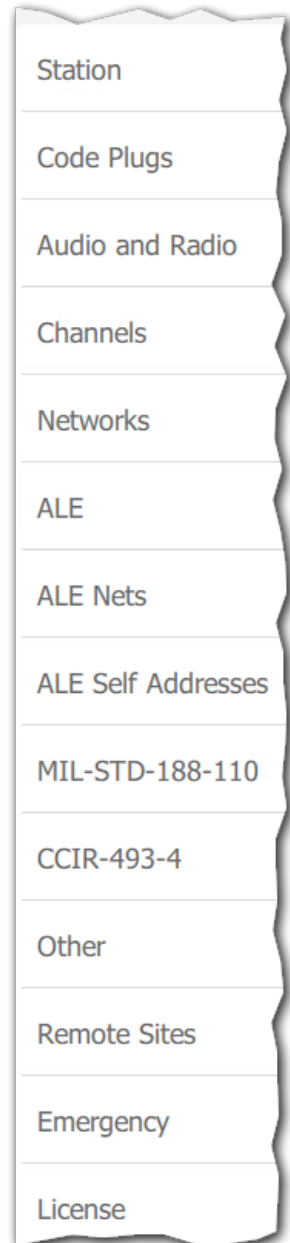 Station
Code Plugs
Audio and Radio
Channels
Networks
ALE
ALE Nets
ALE Self Addresses
MIL-STD-188-110
CCIR-493-4
Other
Remote Sites
Emergency
License